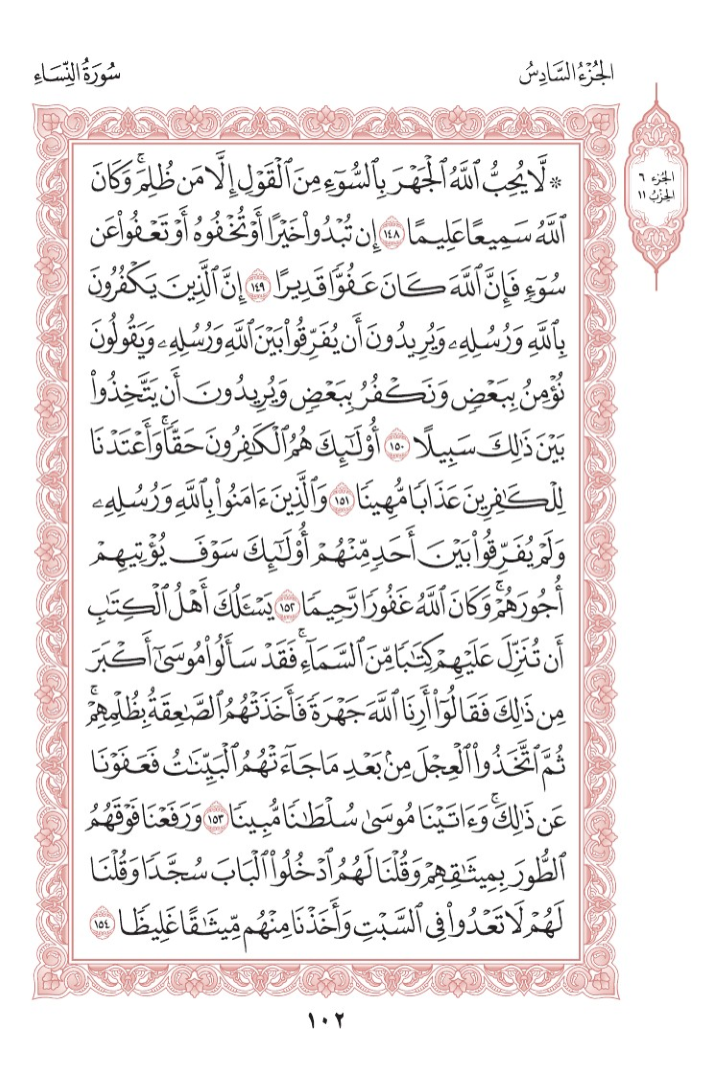 الجُزْءُ السَّادِسُ
سُورَةُ النِّسَاءِ
الجزء ٦
الحزب ١١
۞ لَّا يُحِبُّ ٱللَّهُ ٱلْجَهْرَ بِٱلسُّوٓءِ مِنَ ٱلْقَوْلِ إِلَّا مَن ظُلِمَۚ وَكَانَ
ٱللَّهُ سَمِيعًا عَلِيمًا ١٤٨ إِن تُبْدُواْ خَيْرًا أَوْ تُخْفُوهُ أَوْ تَعْفُواْ عَن
سُوٓءٖ فَإِنَّ ٱللَّهَ كَانَ عَفُوّٗا قَدِيرًا ١٤٩ إِنَّ ٱلَّذِينَ يَكْفُرُونَ
بِٱللَّهِ وَرُسُلِهِۦ وَيُرِيدُونَ أَن يُفَرِّقُواْ بَيْنَ ٱللَّهِ وَرُسُلِهِۦ وَيَقُولُونَ
نُؤْمِنُ بِبَعْضٖ وَنَكْفُرُ بِبَعْضٖ وَيُرِيدُونَ أَن يَتَّخِذُواْ
بَيْنَ ذَٰلِكَ سَبِيلًا ١٥٠ أُوْلَٰٓئِكَ هُمُ ٱلْكَٰفِرُونَ حَقّٗاۚ وَأَعْتَدْنَا
لِلْكَٰفِرِينَ عَذَابٗا مُّهِينٗا ١٥١ وَٱلَّذِينَ ءَامَنُواْ بِٱللَّهِ وَرُسُلِهِۦ
وَلَمْ يُفَرِّقُواْ بَيْنَ أَحَدٖ مِّنْهُمْ أُوْلَٰٓئِكَ سَوْفَ يُؤْتِيهِمْ
أُجُورَهُمْۚ وَكَانَ ٱللَّهُ غَفُورٗا رَّحِيمٗا ١٥٢ يَسْـَٔلُكَ أَهْلُ ٱلْكِتَٰبِ
أَن تُنَزِّلَ عَلَيْهِمْ كِتَٰبٗا مِّنَ ٱلسَّمَآءِۚ فَقَدْ سَأَلُواْ مُوسَىٰٓ أَكْبَرَ
مِن ذَٰلِكَ فَقَالُوٓاْ أَرِنَا ٱللَّهَ جَهْرَةٗ فَأَخَذَتْهُمُ ٱلصَّٰعِقَةُ بِظُلْمِهِمْۚ
ثُمَّ ٱتَّخَذُواْ ٱلْعِجْلَ مِنۢ بَعْدِ مَا جَآءَتْهُمُ ٱلْبَيِّنَٰتُ فَعَفَوْنَا
عَن ذَٰلِكَۚ وَءَاتَيْنَا مُوسَىٰ سُلْطَٰنٗا مُّبِينٗا ١٥٣ وَرَفَعْنَا فَوْقَهُمُ
ٱلطُّورَ بِمِيثَٰقِهِمْ وَقُلْنَا لَهُمُ ٱدْخُلُواْ ٱلْبَابَ سُجَّدٗا وَقُلْنَا
لَهُمْ لَا تَعْدُواْ فِي ٱلسَّبْتِ وَأَخَذْنَا مِنْهُم مِّيثَٰقًا غَلِيظٗا ١٥٤
١٠٢